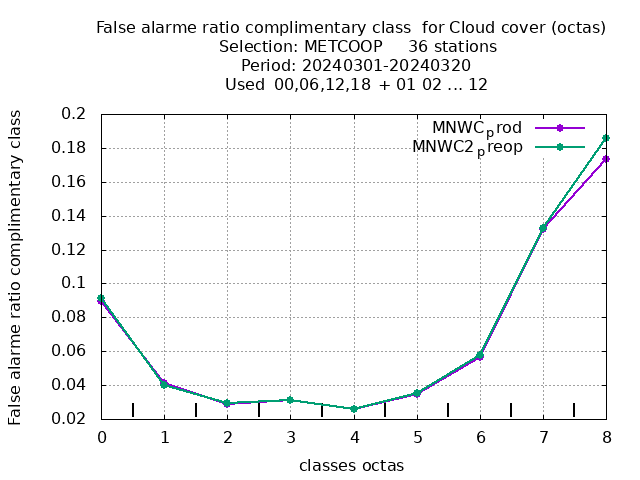 False alarme ratio complimentary class  for Cloud cover (octas)
Selection: METCOOP     36 stations
Period: 20240301-20240320
Used  00,06,12,18 + 01 02 ... 12
False alarme ratio complimentary class
0.2
0.18
0.16
0.14
0.12
0.1
0.08
0.06
0.04
0.02
MNWCprod
MNWC2preop
0 1 2 3 4 5 6 7 8
classes octas